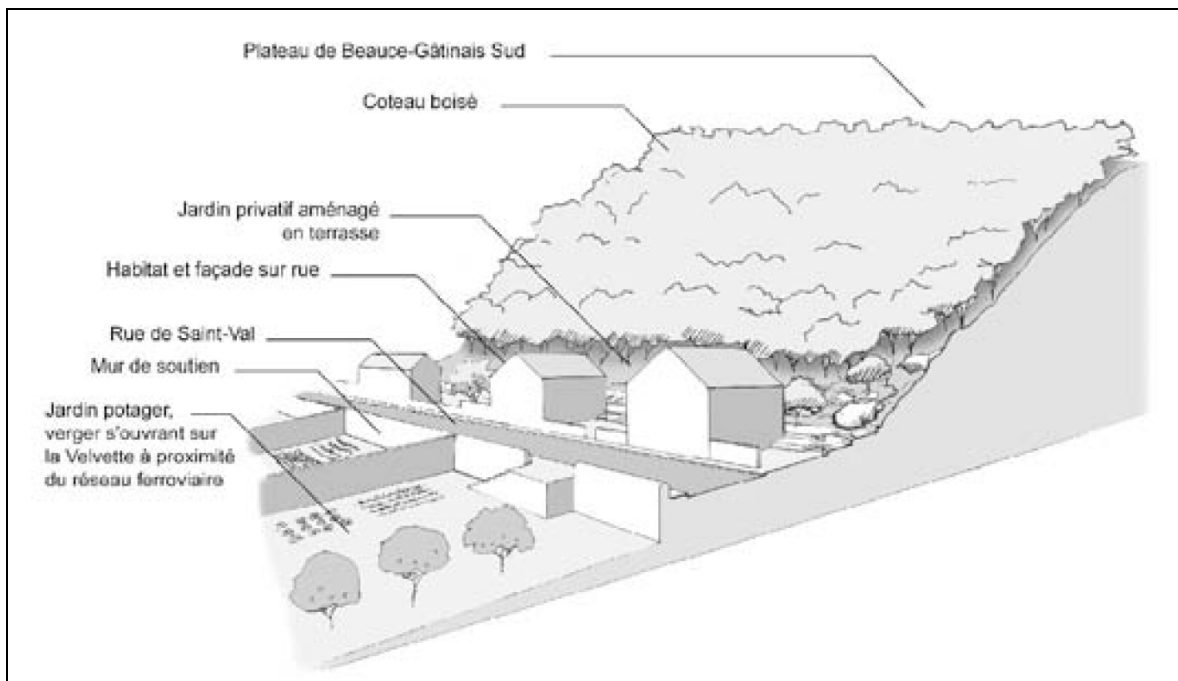 Plateau de Beauce-Gâtinais Sud
Coteau boisé
Jardin privatif aménagé
en terrasse
Habitat et façade sur rue
Rue de Saint-Val
Mur de soutien
Jardin potager,
verger s'ouvrant sur
la Velvette à proximité
du réseau ferroviaire